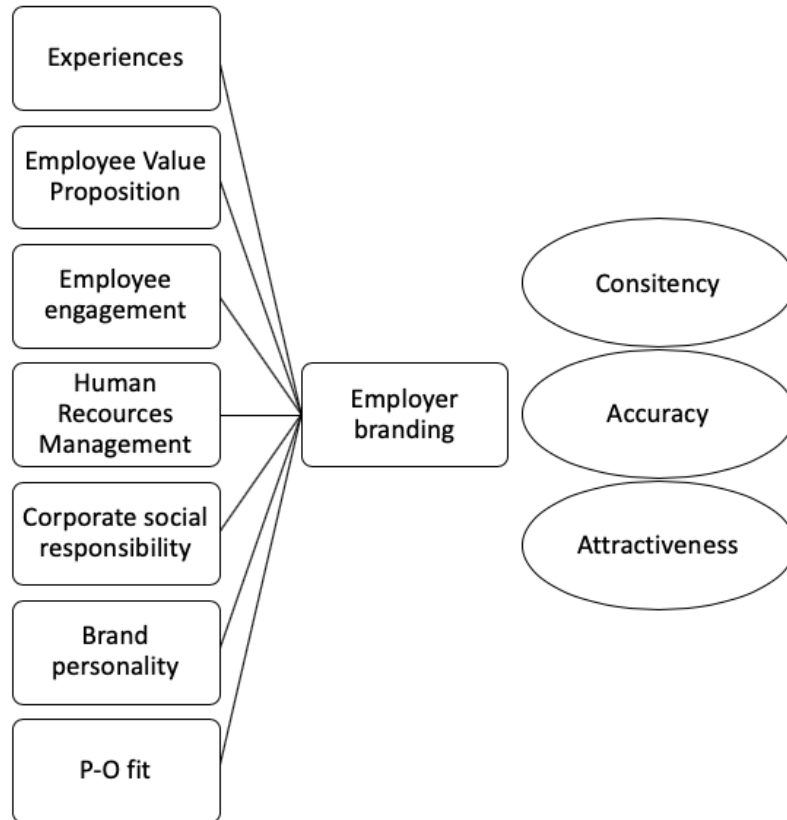 Experiences
Employee Value
Proposition
Employee
engagement
Human
Recources
Management
Corporate social
responsibility
Brand
personality
P-O fit
Employer
branding
Consitency
Accuracy
Attractiveness